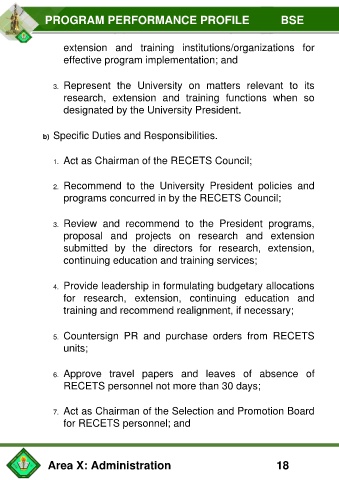 PROGRAM PERFORMANCE PROFILE BSE
extension and training institutions/organizations for
effective program implementation; and
3. Represent the University on matters relevant to its
research, extension and training functions when so
designated by the University President.
b) Specific Duties and Responsibilities.
1. Act as Chairman of the RECETS Council;
2. Recommend to the University President policies and
programs concurred in by the RECETS Council;
3. Review and recommend to the President programs,
proposal and projects on research and extension
submitted by the directors for research, extension,
continuing education and training services;
4. Provide leadership in formulating budgetary allocations
for research, extension, continuing education and
training and recommend realignment, if necessary;
5. Countersign PR and purchase orders from RECETS
units;
6. Approve travel papers and leaves of absence of
RECETS personnel not more than 30 days;
7. Act as Chairman of the Selection and Promotion Board
for RECETS personnel; and
Area X: Administration 18